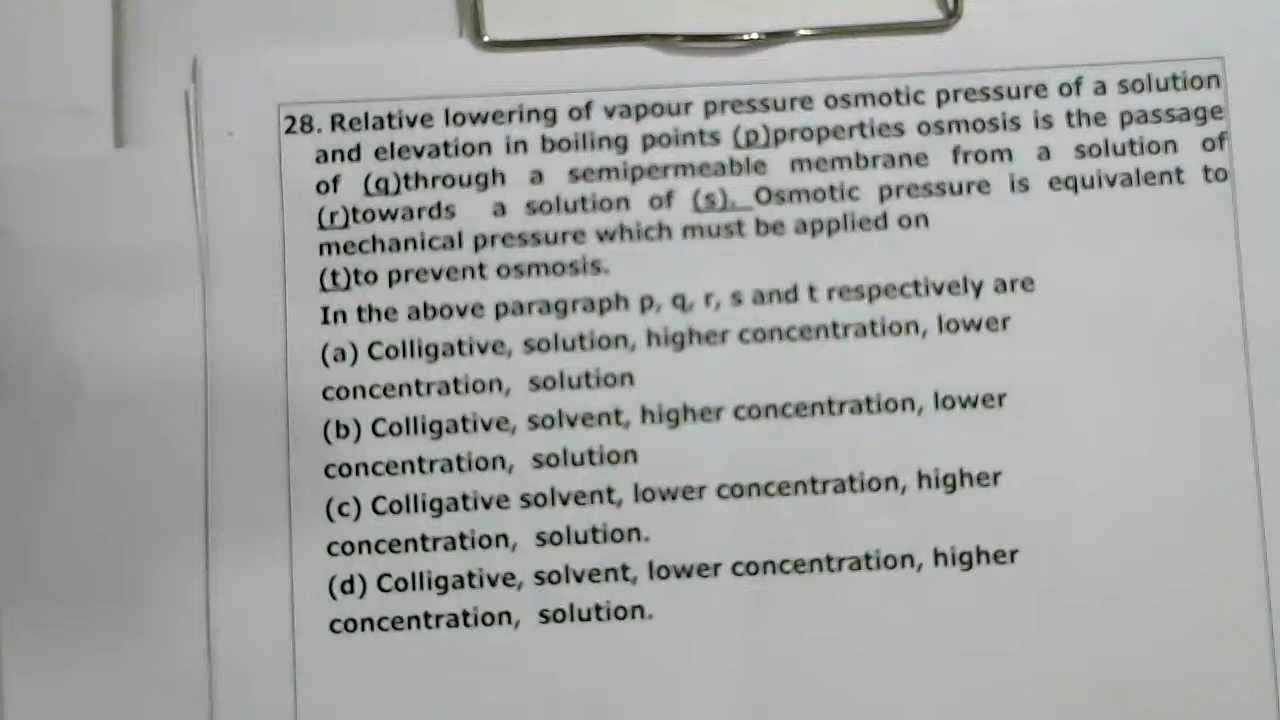 28. Relative lowering of vapour pressure osmotic pressure of a solution
and elevation in boiling points (p)properties osmosis is the passage
of (q)through a semipermeable membrane from a solution of
(r)towards a solution of (s). Osmotic pressure is equivalent to
mechanical pressure which must be applied on
(t)to prevent osmosis.
In the above paragraph p, q, r, s and t respectively are
(a) Colligative, solution, higher concentration, lower
concentration, solution
(b) Colligative, solvent, higher concentration, lower
concentration, solution
(c) Colligative solvent, lower concentration, higher
concentration, solution.
(d) Colligative, solvent, lower concentration, higher
concentration, solution.